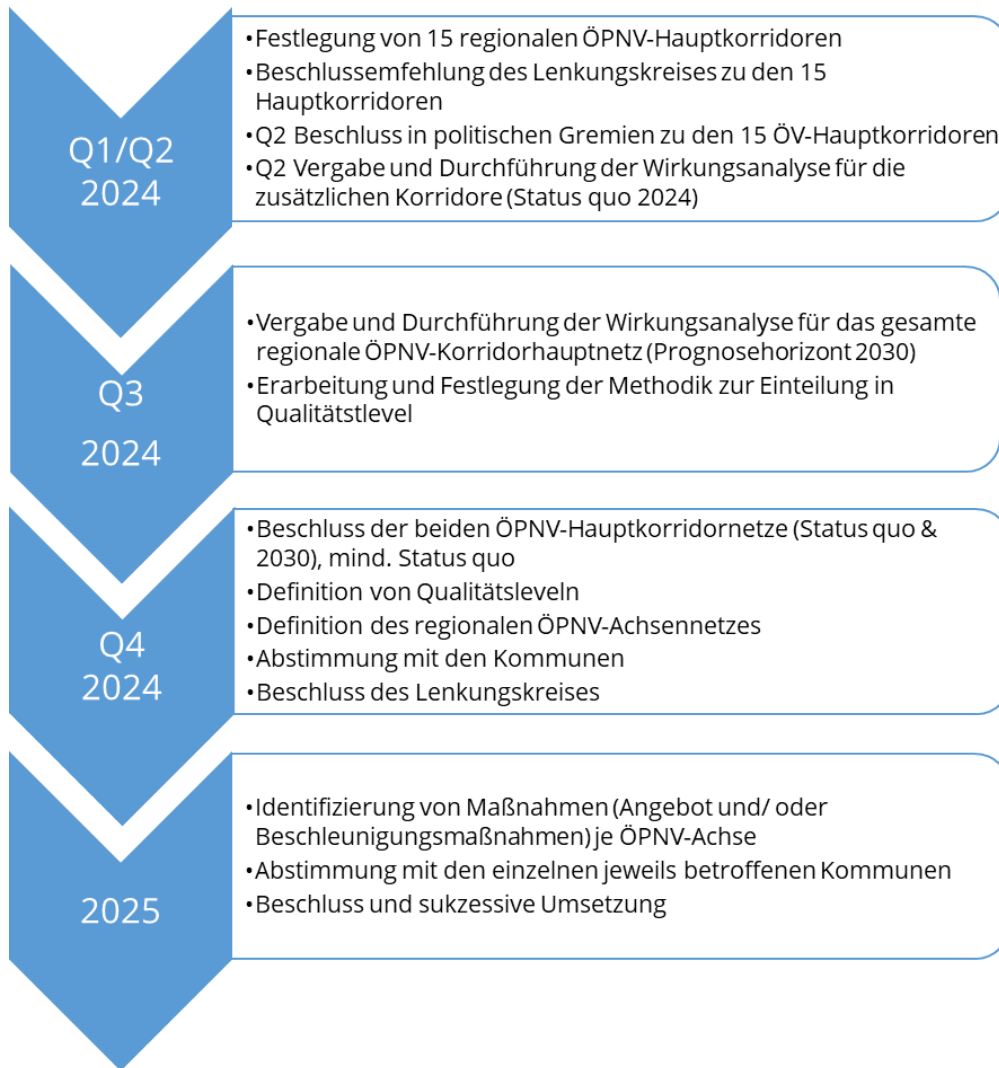 Q1/Q2
2024
•Festlegung von 15 regionalen ÖPNV-Hauptkorridoren
•Beschlussemfehlung des Lenkungskreises zu den 15
Hauptkorridoren
•Q2 Beschluss in politischen Gremien zu den 15 ÖV-Hauptkorridoren
•Q2 Vergabe und Durchführung der Wirkungsanalyse für die
zusätzlichen Korridore (Status quo 2024)
Q3
2024
•Vergabe und Durchführung der Wirkungsanalyse für das gesamte
regionale ÖPNV-Korridorhauptnetz (Prognosehorizont 2030)
•Erarbeitung und Festlegung der Methodik zur Einteilung in
Qualitätstlevel
Q4
2024
•Beschluss der beiden ÖPNV-Hauptkorridornetze (Status quo &
2030), mind. Status quo
•Definition von Qualitätsleveln
•Definition des regionalen ÖPNV-Achsennetzes
•Abstimmung mit den Kommunen
•Beschluss des Lenkungskreises
2025
•Identifizierung von Maßnahmen (Angebot und/ oder
Beschleunigungsmaßnahmen) je ÖPNV-Achse
•Abstimmung mit den einzelnen jeweils betroffenen Kommunen
•Beschluss und sukzessive Umsetzung